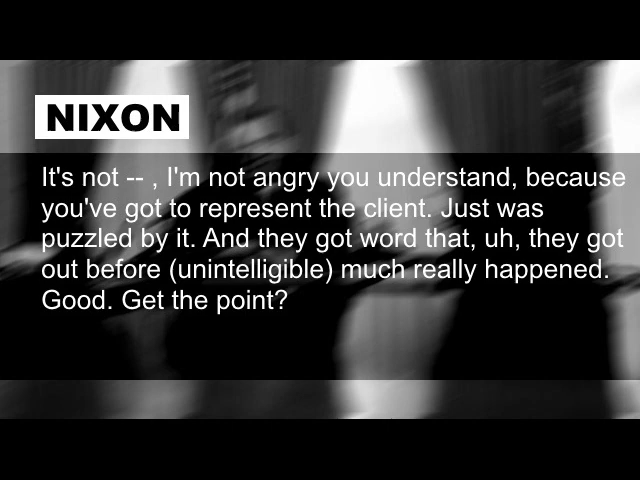 NIXON
It's not -- , I'm not angry you understand, because
you've got to represent the client. Just was
puzzled by it. And they got word that, uh, they got
out before (unintelligible) much really happened.
Good. Get the point?